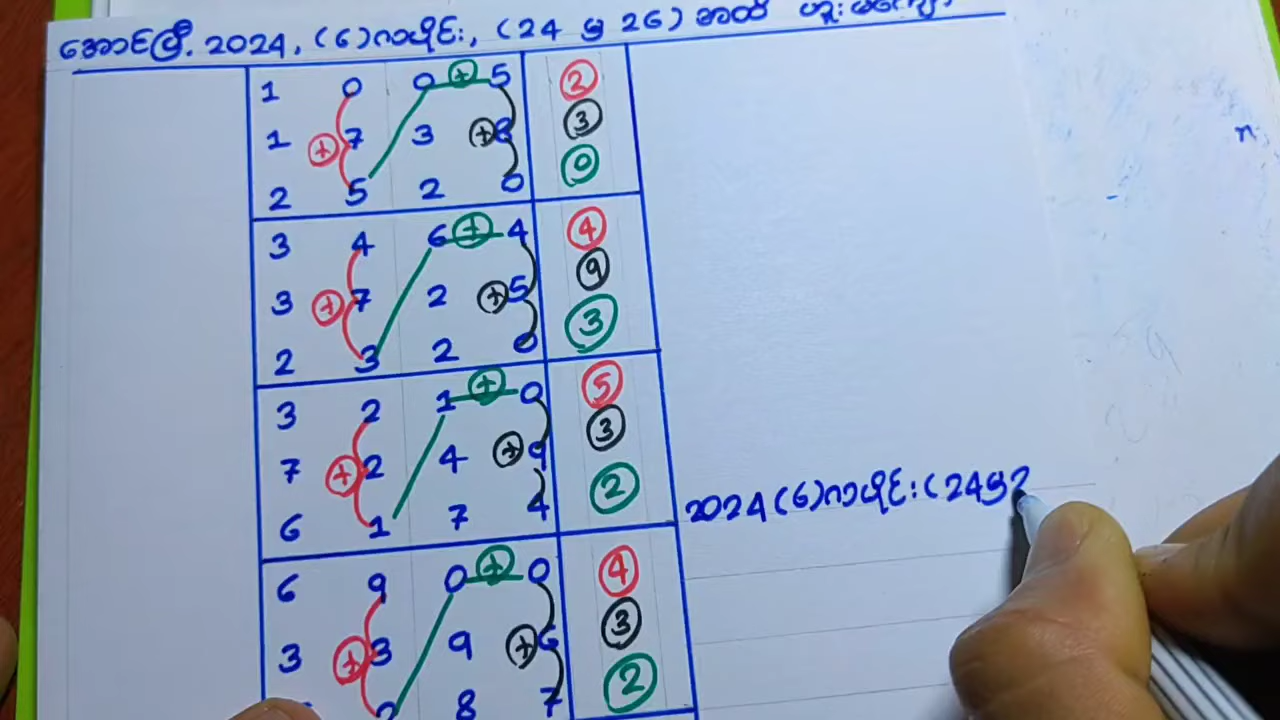 အောင်ပြီ. 2024, (6) လပိုင်း, (24 မှ 26) အထိ
1 0 0 + 5 2
1 + 7 3 + 8 3
2 5 2 0 0
3 4 6 + 4 4
3 + 7 2 + 5 9
2 3 2 0 3
3 2 1 + 0 5
7 + 2 4 + 9 3
6 1 7 4 2
2024 (6) လပိုင်း (24မှ2
6 9 0 + 0 4
3 + 3 9 + 6 3
8 7 2